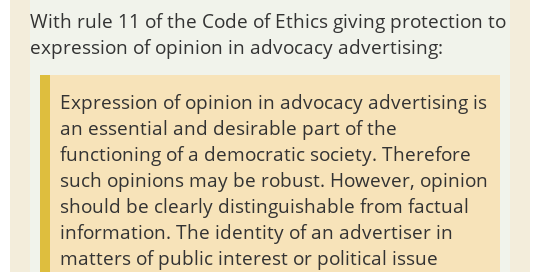 With rule 11 of the Code of Ethics giving protection to
expression of opinion in advocacy advertising:
Expression of opinion in advocacy advertising is
an essential and desirable part of the
functioning of a democratic society. Therefore
such opinions may be robust. However, opinion
should be clearly distinguishable from factual
information. The identity of an advertiser in
matters of public interest or political issue